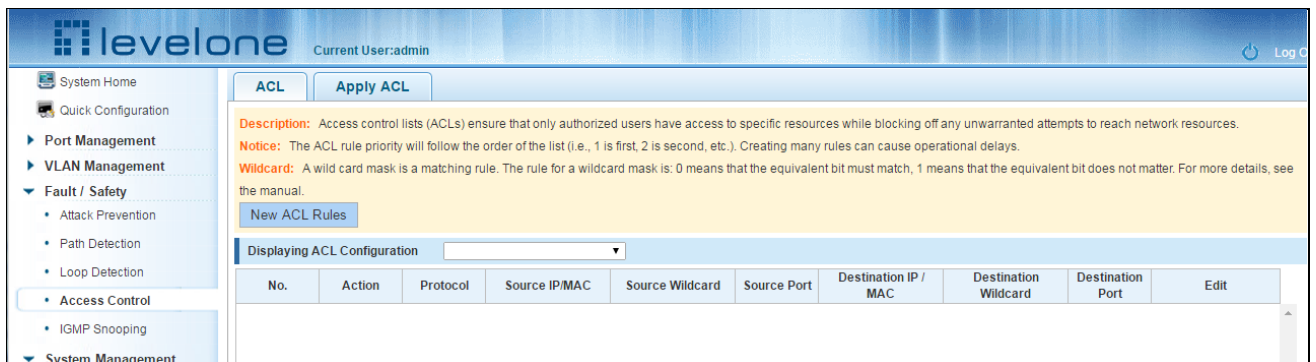 levelone
Current User:admin
Log
System Home
Quick Configuration
Port Management
VLAN Management
Fault / Safety
Attack Prevention
Path Detection
Loop Detection
Access Control
IGMP Snooping
System Management
ACL
Apply ACL
Description: Access control lists (ACLs) ensure that only authorized users have access to specific resources while blocking off any unwarranted attempts to reach network resources.
Notice: The ACL rule priority will follow the order of the list (i.e., 1 is first, 2 is second, etc.). Creating many rules can cause operational delays.
Wildcard: A wild card mask is a matching rule. The rule for a wildcard mask is: 0 means that the equivalent bit must match, 1 means that the equivalent bit does not matter. For more details, see
the manual.
New ACL Rules
Displaying ACL Configuration
No.
Action
Protocol
Source IP/MAC
Source Wildcard
Source Port
Destination IP /
MAC
Destination
Wildcard
Destination
Port
Edit